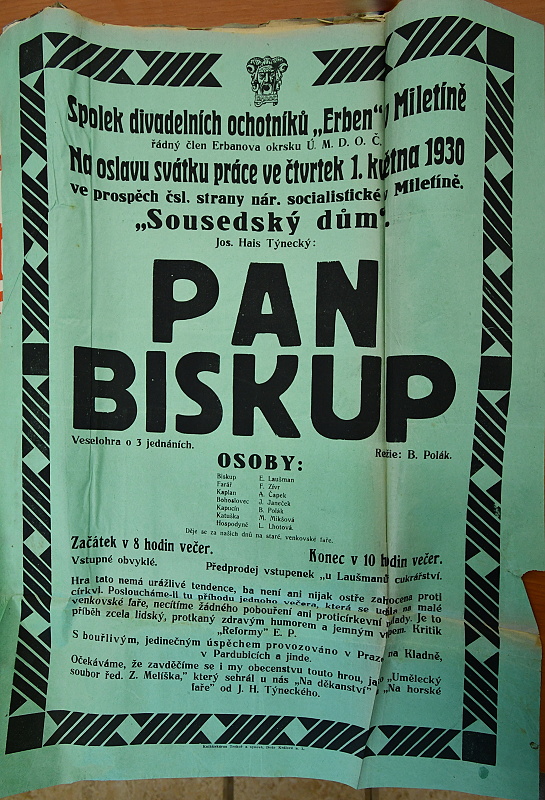 Spolek divadelních ochotníků „Erben“ v Miletíně
řádný člen Erbanova okrsku Ú. M. D. O. Č.
Na oslavu svátku práce ve čtvrtek 1. května 1930
ve prospěch čsl. strany nár. socialistické v Miletíně.
„Sousedský dům“.
Jos. Hais Týnecký:
PAN
BISKUP
Veselohra o 3 jednáních.
Režie: B. Polák.
OSOBY:
Biskup E. Laušman
Farář F. Zívr
Kaplan A. Čapek
Bohoslovec J. Janeček
Kapucín B. Polák
Katuška M. Mikšová
Hospodyně L. Lhotová
Děje se za našich dnů na staré, venkovské faře.
Začátek v 8 hodin večer.
Konec v 10 hodin večer.
Vstupné obvyklé.
Předprodej vstupenek „u Laušmanů“ cukrářství.
Hra tato nemá urážlivé tendence, ba není ani nijak ostře zahocena proti
církvi. Posloucháme-li tu příhodu jednoho večera, která se udála na malé
venkovské faře, necítíme žádného pobouření ani proticírkevní nálady. Je to
příběh zcela lidský, protkaný zdravým humorem a jemným vtipem. Kritik
„Reformy“ E. P.
S bouřlivým, jedinečným úspěchem provozováno v Praze, na Kladně,
v Pardubicích a jinde.
Očekáváme, že zavděčíme se i my obecenstvu touto hrou, jako „Umělecký
soubor řed. Z. Melíška,“ který sehrál u nás „Na děkanství“ a „Na horské
faře“ od J. H. Týneckého.